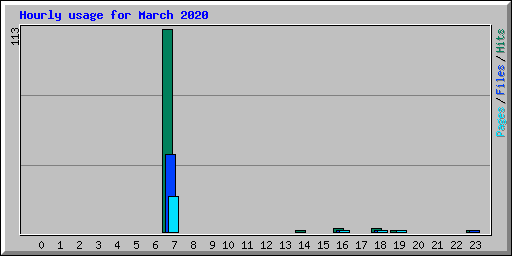 Hourly usage for March 2020
113
Pages/Files/Hits
0 1 2 3 4 5 6 7 8 9 10 11 12 13 14 15 16 17 18 19 20 21 22 23